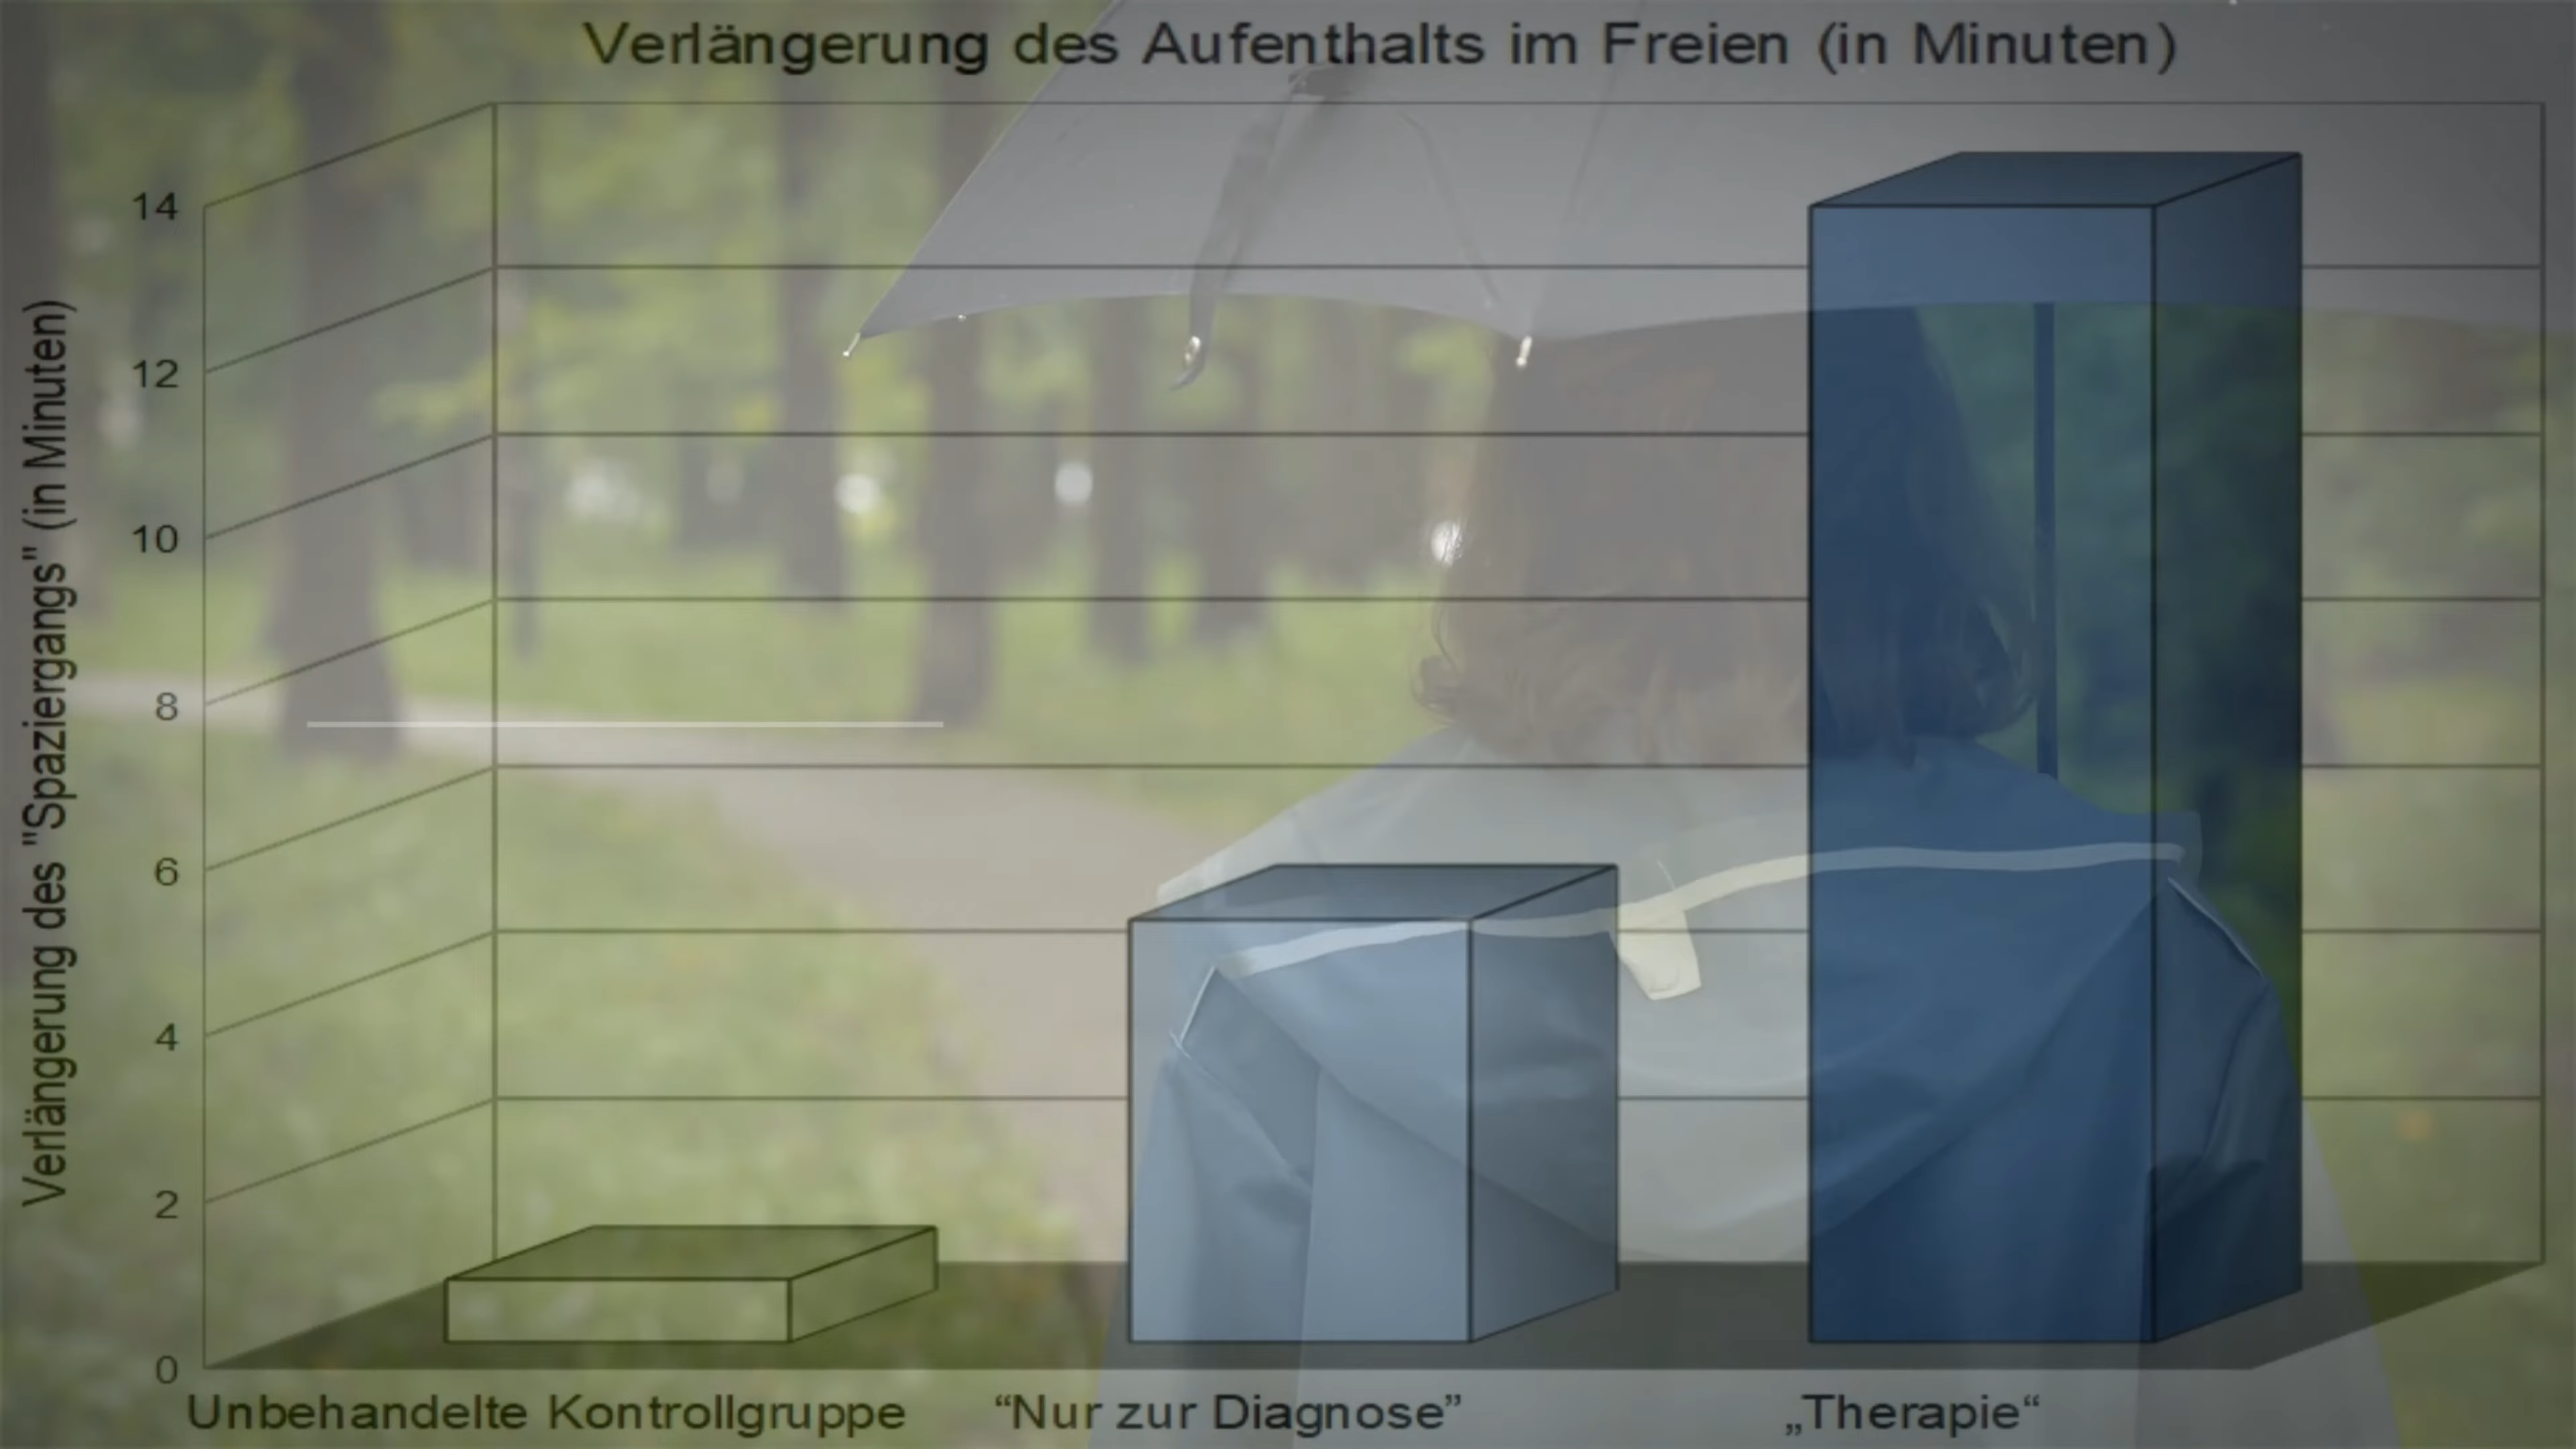 Verlängerung des Aufenthalts im Freien (in Minuten)
Verlängerung des "Spaziergangs" (in Minuten)
14
12
10
8
6
4
2
0
Unbehandelte Kontrollgruppe
“Nur zur Diagnose”
„Therapie“